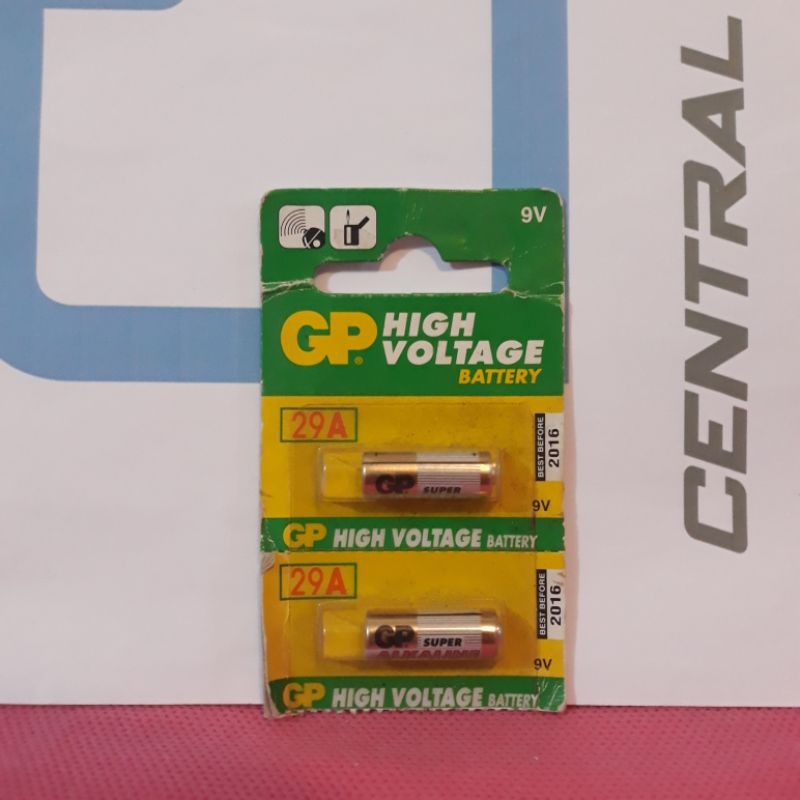 9V
GP HIGH VOLTAGE
BATTERY
29A
BEST BEFORE 2016
GP SUPER
9V
GP HIGH VOLTAGE BATTERY
29A
BEST BEFORE 2016
GP SUPER
ALKALINE
9V
GP HIGH VOLTAGE BATTERY
CENTRAL